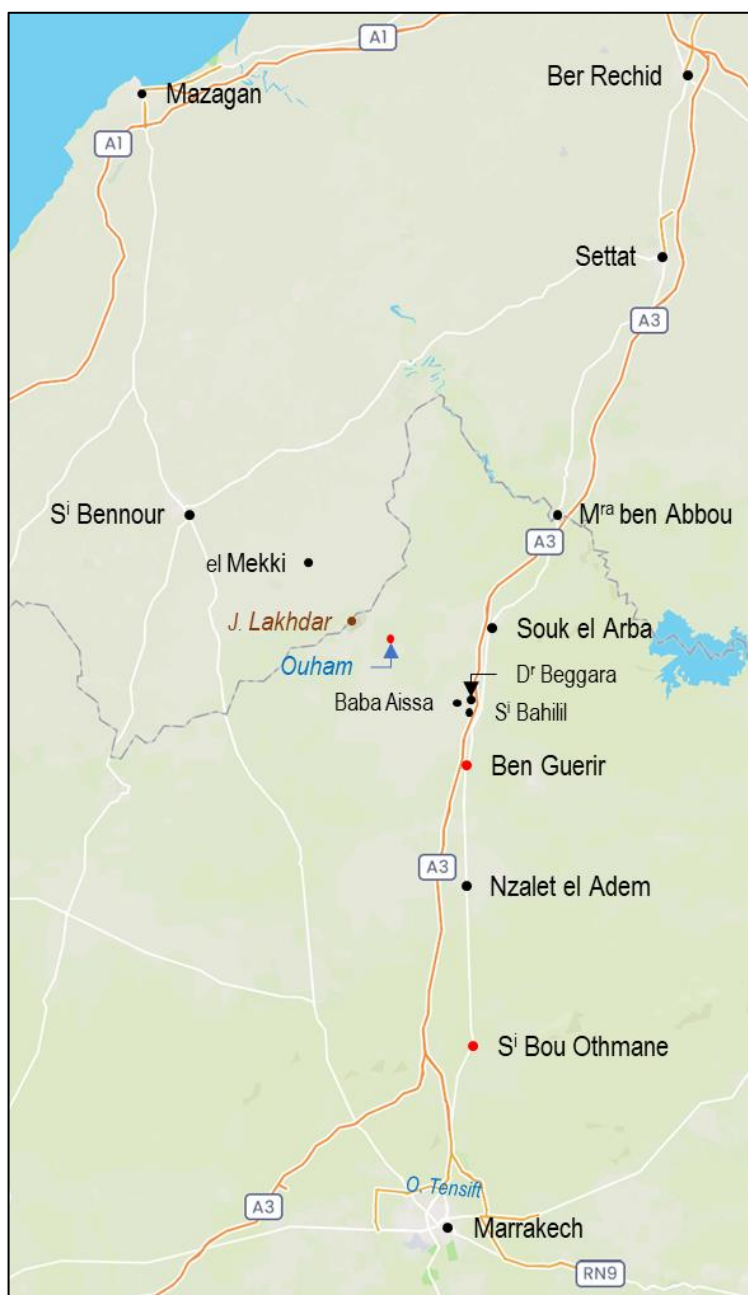 A1
Ber Rechid
Mazagan
A1
Settat
A3
Sⁱ Bennour
Mʳᵃ ben Abbou
A3
el Mekki
J. Lakhdar
Souk el Arba
Ouham
Dʳ Beggara
Baba Aissa
Sⁱ Bahilil
Ben Guerir
A3
Nzalet el Adem
Sⁱ Bou Othmane
O. Tensift
A3
Marrakech
RN9